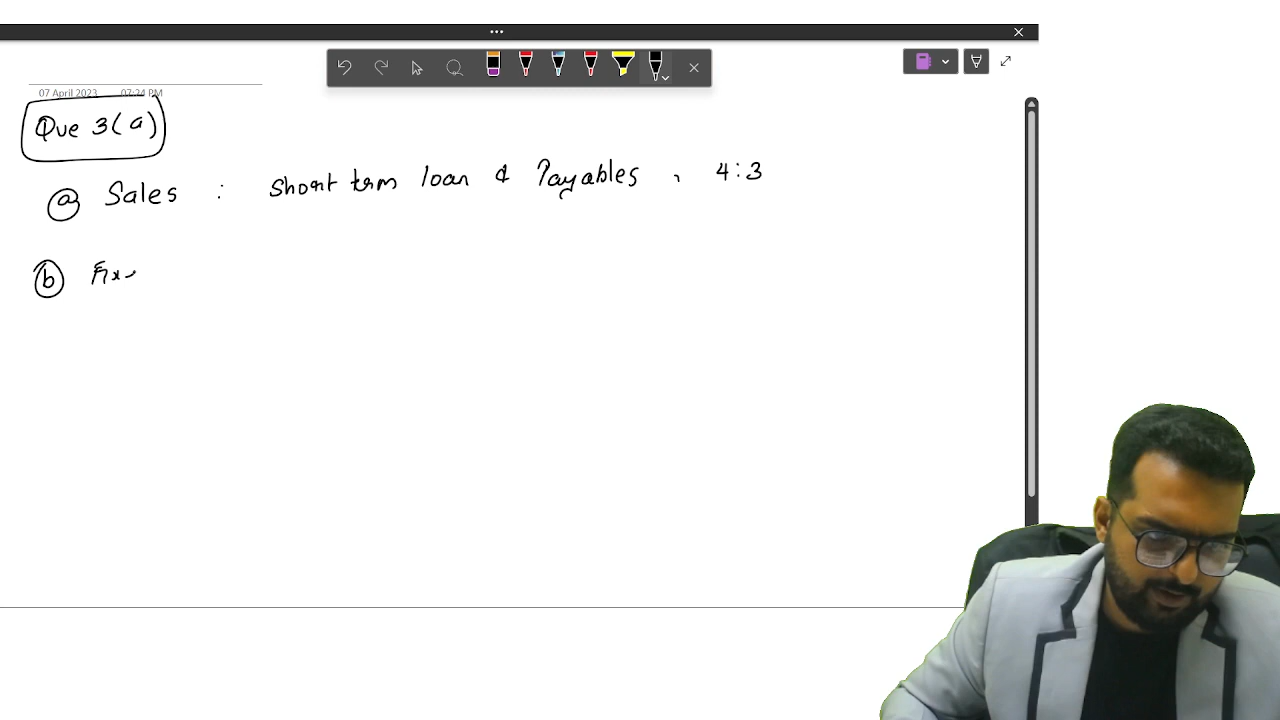 07 April 2023 07:24 PM
Que 3(a)
(a) Sales : Short term loan & Payables , 4:3
(b) Fix